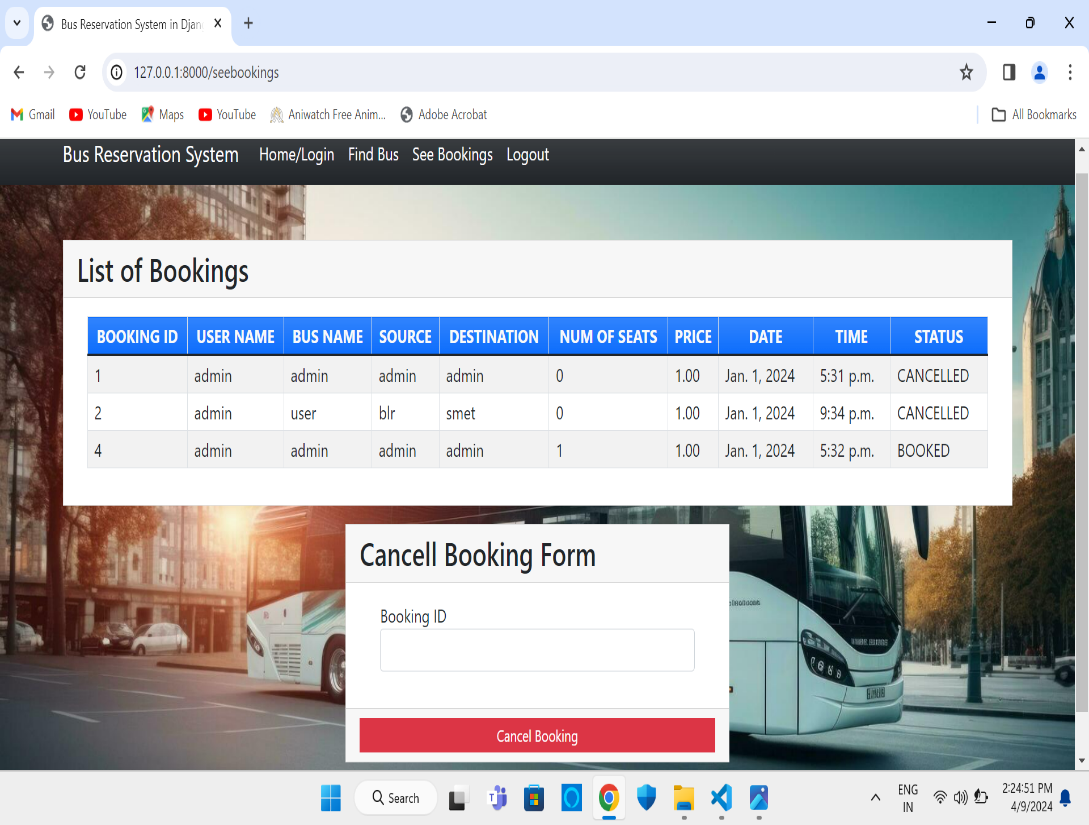 Bus Reservation System in Djan
127.0.0.1:8000/seebookings
Gmail YouTube Maps YouTube Aniwatch Free Anim... Adobe Acrobat All Bookmarks
Bus Reservation System Home/Login Find Bus See Bookings Logout
List of Bookings
BOOKING ID USER NAME BUS NAME SOURCE DESTINATION NUM OF SEATS PRICE DATE TIME STATUS
1 admin admin admin admin 0 1.00 Jan. 1, 2024 5:31 p.m. CANCELLED
2 admin user blr smet 0 1.00 Jan. 1, 2024 9:34 p.m. CANCELLED
4 admin admin admin admin 1 1.00 Jan. 1, 2024 5:32 p.m. BOOKED
Cancell Booking Form
Booking ID
Cancel Booking
Search
ENG
IN
2:24:51 PM
4/9/2024